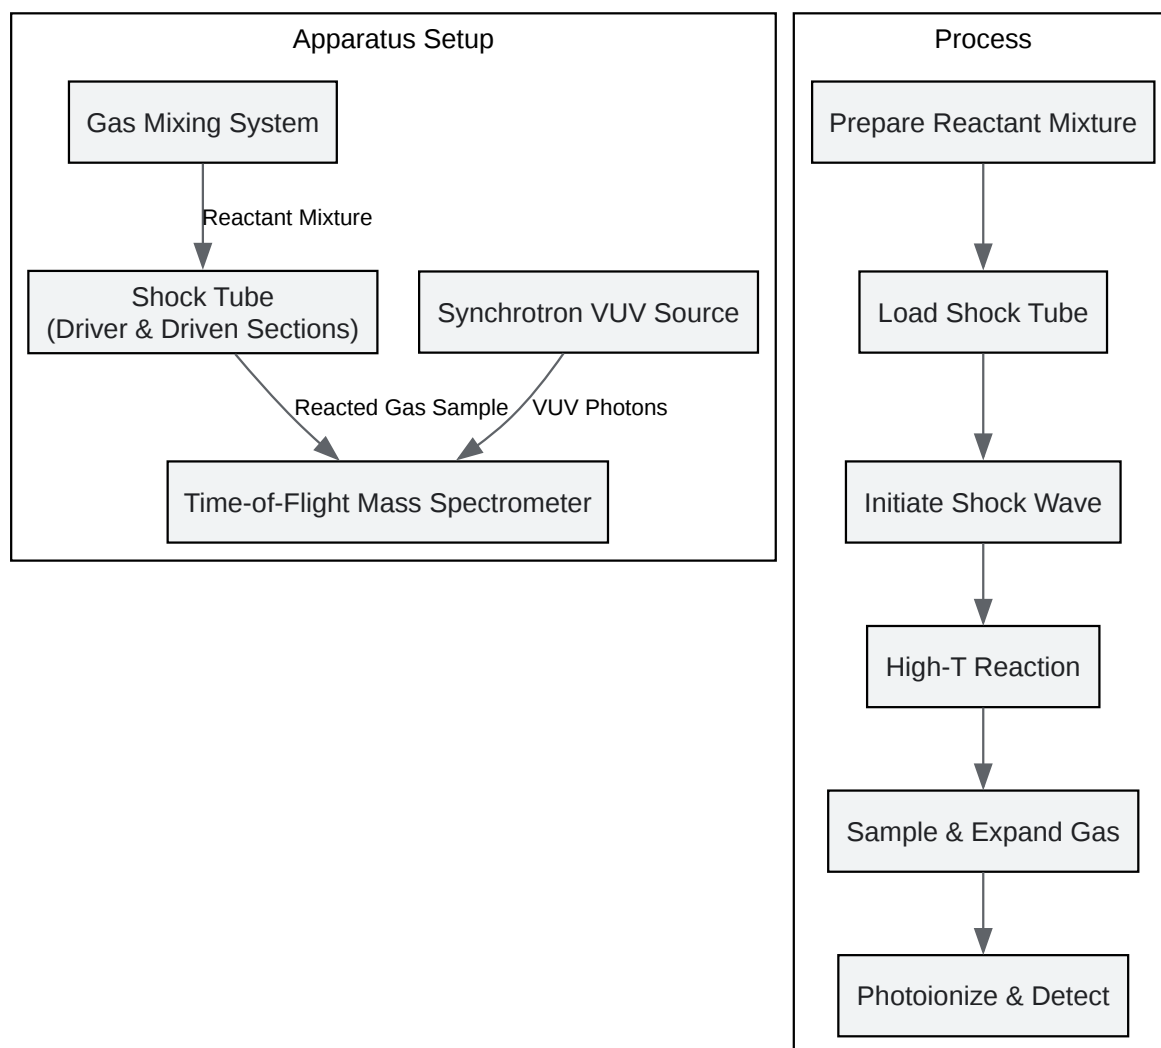 Apparatus Setup
Gas Mixing System
Reactant Mixture
Shock Tube
(Driver & Driven Sections)
Synchrotron VUV Source
Reacted Gas Sample
VUV Photons
Time-of-Flight Mass Spectrometer
Process
Prepare Reactant Mixture
Load Shock Tube
Initiate Shock Wave
High-T Reaction
Sample & Expand Gas
Photoionize & Detect